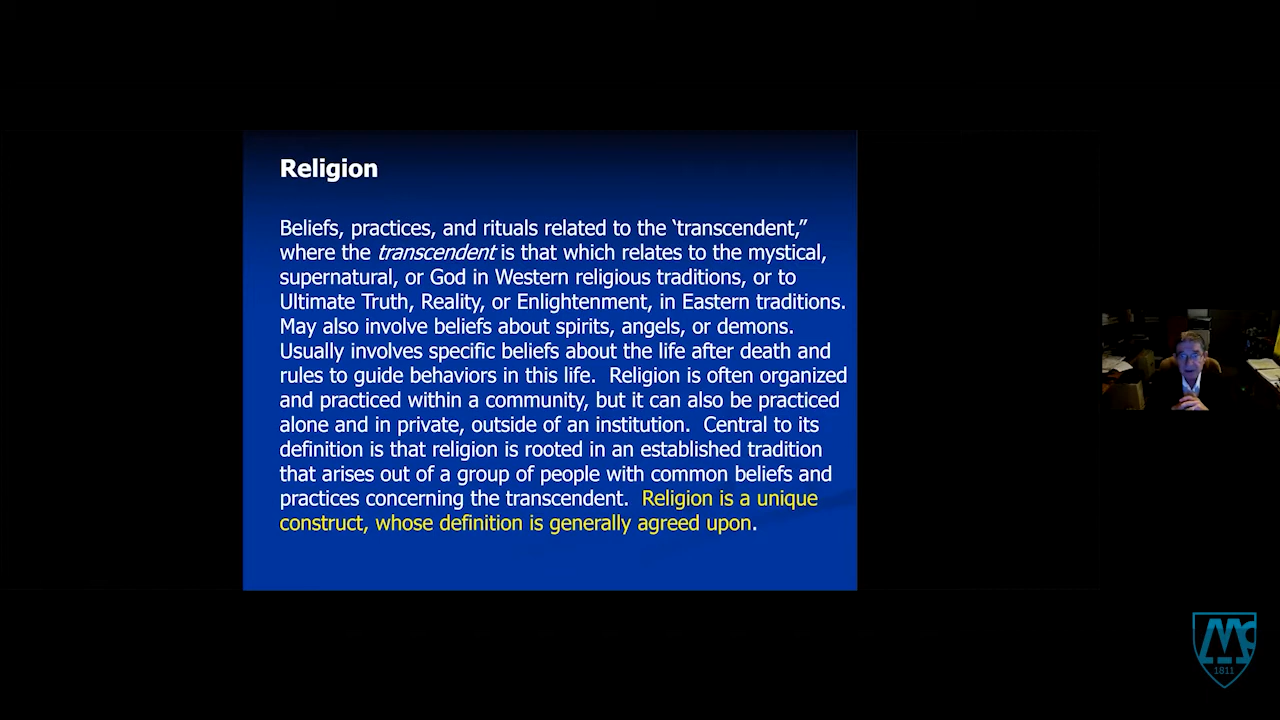 Religion
Beliefs, practices, and rituals related to the ‘transcendent,”
where the transcendent is that which relates to the mystical,
supernatural, or God in Western religious traditions, or to
Ultimate Truth, Reality, or Enlightenment, in Eastern traditions.
May also involve beliefs about spirits, angels, or demons.
Usually involves specific beliefs about the life after death and
rules to guide behaviors in this life.  Religion is often organized
and practiced within a community, but it can also be practiced
alone and in private, outside of an institution.  Central to its
definition is that religion is rooted in an established tradition
that arises out of a group of people with common beliefs and
practices concerning the transcendent.  Religion is a unique
construct, whose definition is generally agreed upon.
1811